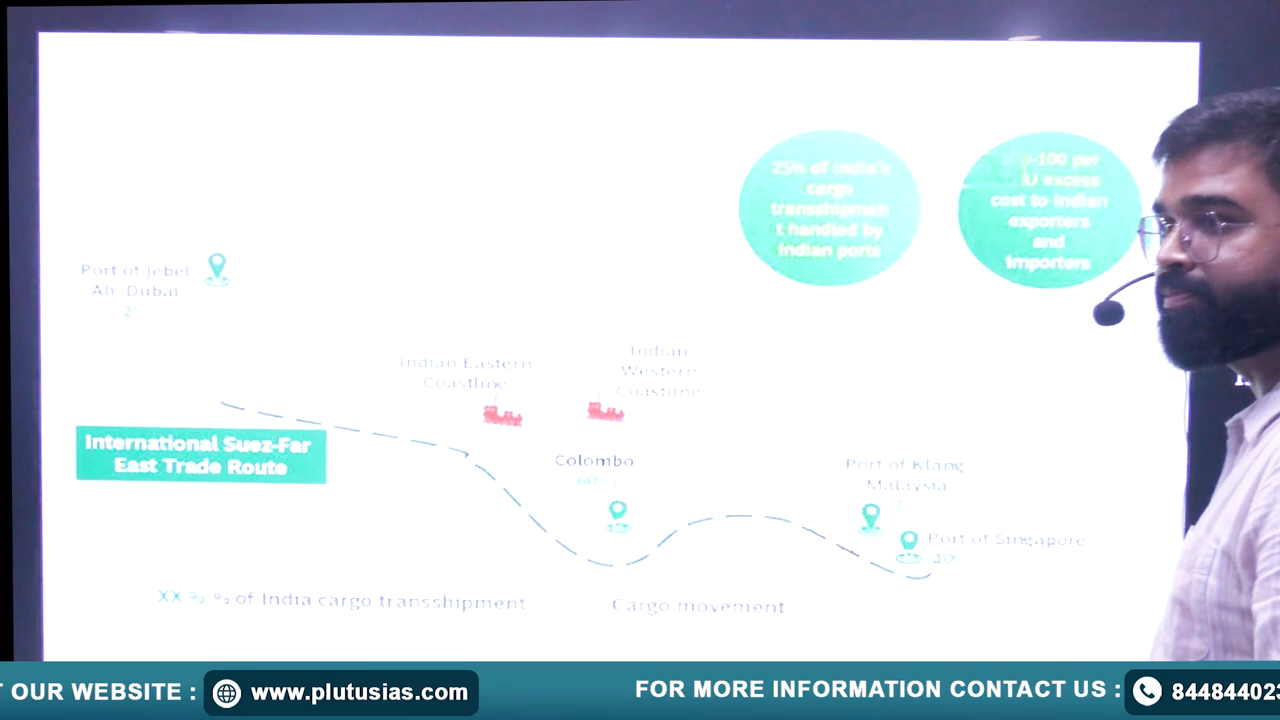 25% of India's
cargo
transshipmen
t handled by
Indian ports
-100 per
U excess
cost to Indian
exporters
and
Importers
Port of Jebel
Ali, Dubai
Indian Eastern
Coastline
Indian
Western
Coastline
International Suez-Far
East Trade Route
Colombo
Port of Klang
Malaysia
Port of Singapore
XX % % of India cargo transshipment
Cargo movement
T OUR WEBSITE :
www.plutusias.com
FOR MORE INFORMATION CONTACT US :
844844023